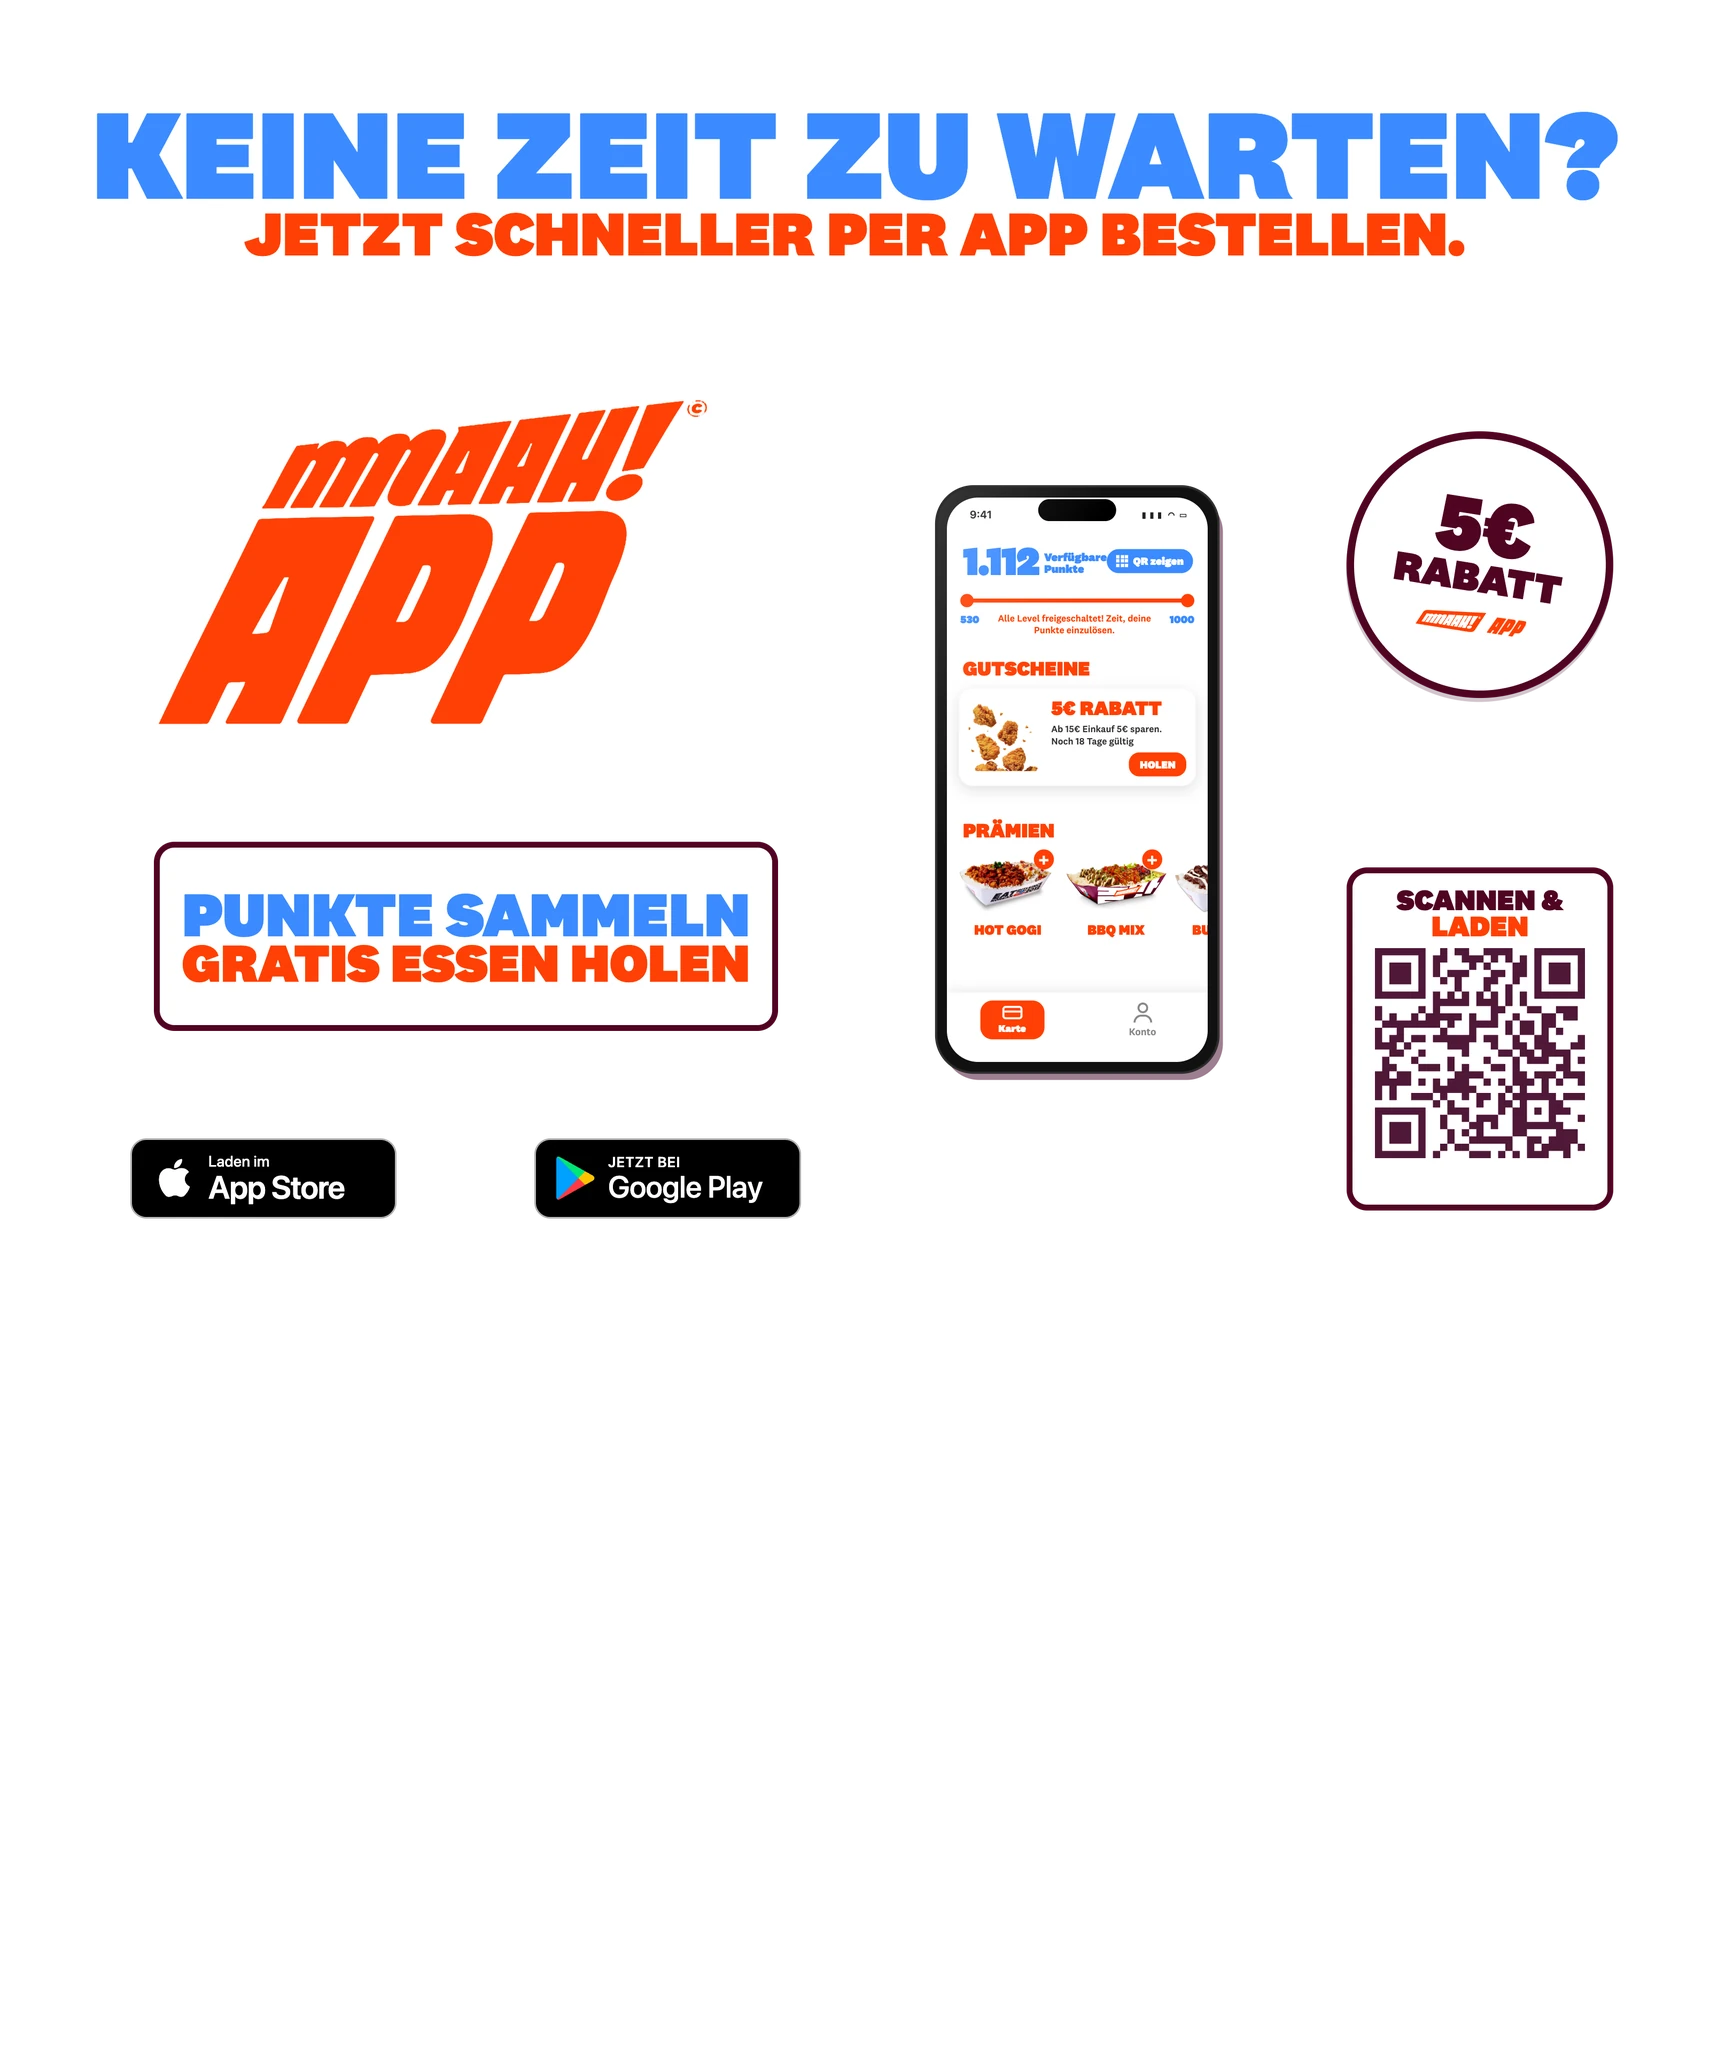 KEINE ZEIT ZU WARTEN?
JETZT SCHNELLER PER APP BESTELLEN.
mmAAH!©
APP
PUNKTE SAMMELN
GRATIS ESSEN HOLEN
Laden im
App Store
JETZT BEI
Google Play
9:41
1.112 Verfügbare Punkte
QR zeigen
530
Alle Level freigeschaltet! Zeit, deine
Punkte einzulösen.
1000
GUTSCHEINE
5€ RABATT
Ab 15€ Einkauf 5€ sparen.
Noch 18 Tage gültig
HOLEN
PRÄMIEN
HOT GOGI
BBQ MIX
BU
Karte
Konto
5€
RABATT
mmAAH! APP
SCANNEN &
LADEN